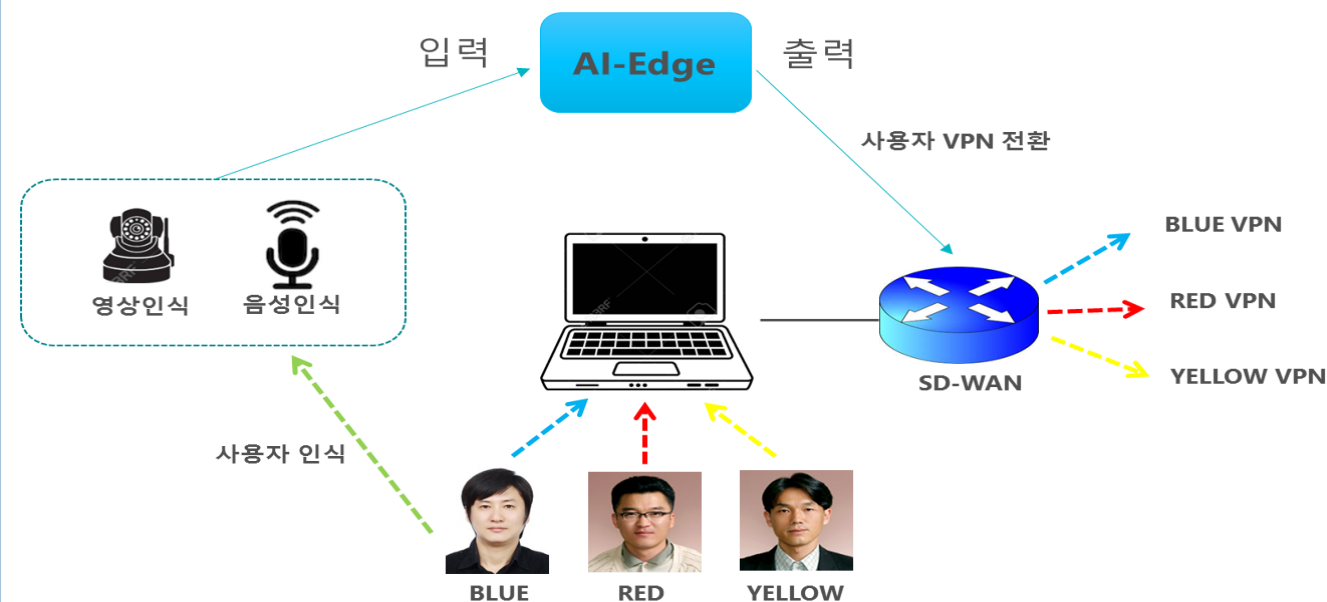 입력
AI-Edge
출력
사용자 VPN 전환
영상인식
음성인식
BLUE VPN
RED VPN
YELLOW VPN
SD-WAN
사용자 인식
BLUE
RED
YELLOW